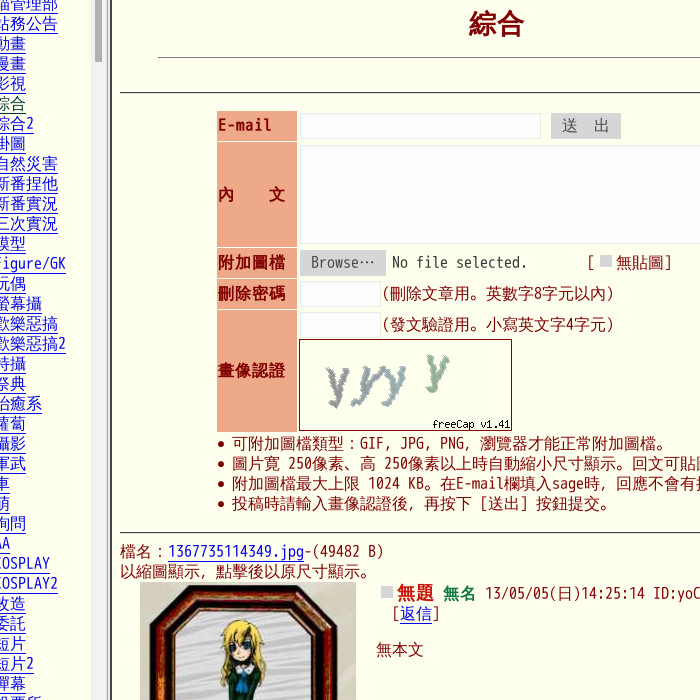 貓管理部
站務公告
動畫
漫畫
影視
綜合
綜合2
掛圖
自然災害
新番捏他
新番實況
三次實況
模型
Figure/GK
玩偶
螢幕攝
歡樂惡搞
歡樂惡搞2
特攝
祭典
治癒系
蘿蔔
攝影
軍武
車
萌
詢問
AA
COSPLAY
COSPLAY2
改造
委託
短片
短片2
彈幕
投票所
綜合
E-mail
送 出
內 文
附加圖檔
Browse… No file selected. [ 無貼圖]
刪除密碼
(刪除文章用。英數字8字元以內)
畫像認證
(發文驗證用。小寫英文字4字元)
yyyy
freeCap v1.41
• 可附加圖檔類型：GIF, JPG, PNG, 瀏覽器才能正常附加圖檔。
• 圖片寬 250像素、高 250像素以上時自動縮小尺寸顯示。回文可貼
• 附加圖檔最大上限 1024 KB。在E-mail欄填入sage時, 回應不會有
• 投稿時請輸入畫像認證後, 再按下 [送出] 按鈕提交。
檔名：1367735114349.jpg-(49482 B)
以縮圖顯示, 點擊後以原尺寸顯示。
無題 無名 13/05/05(日)14:25:14 ID:yo
[返信]
無本文